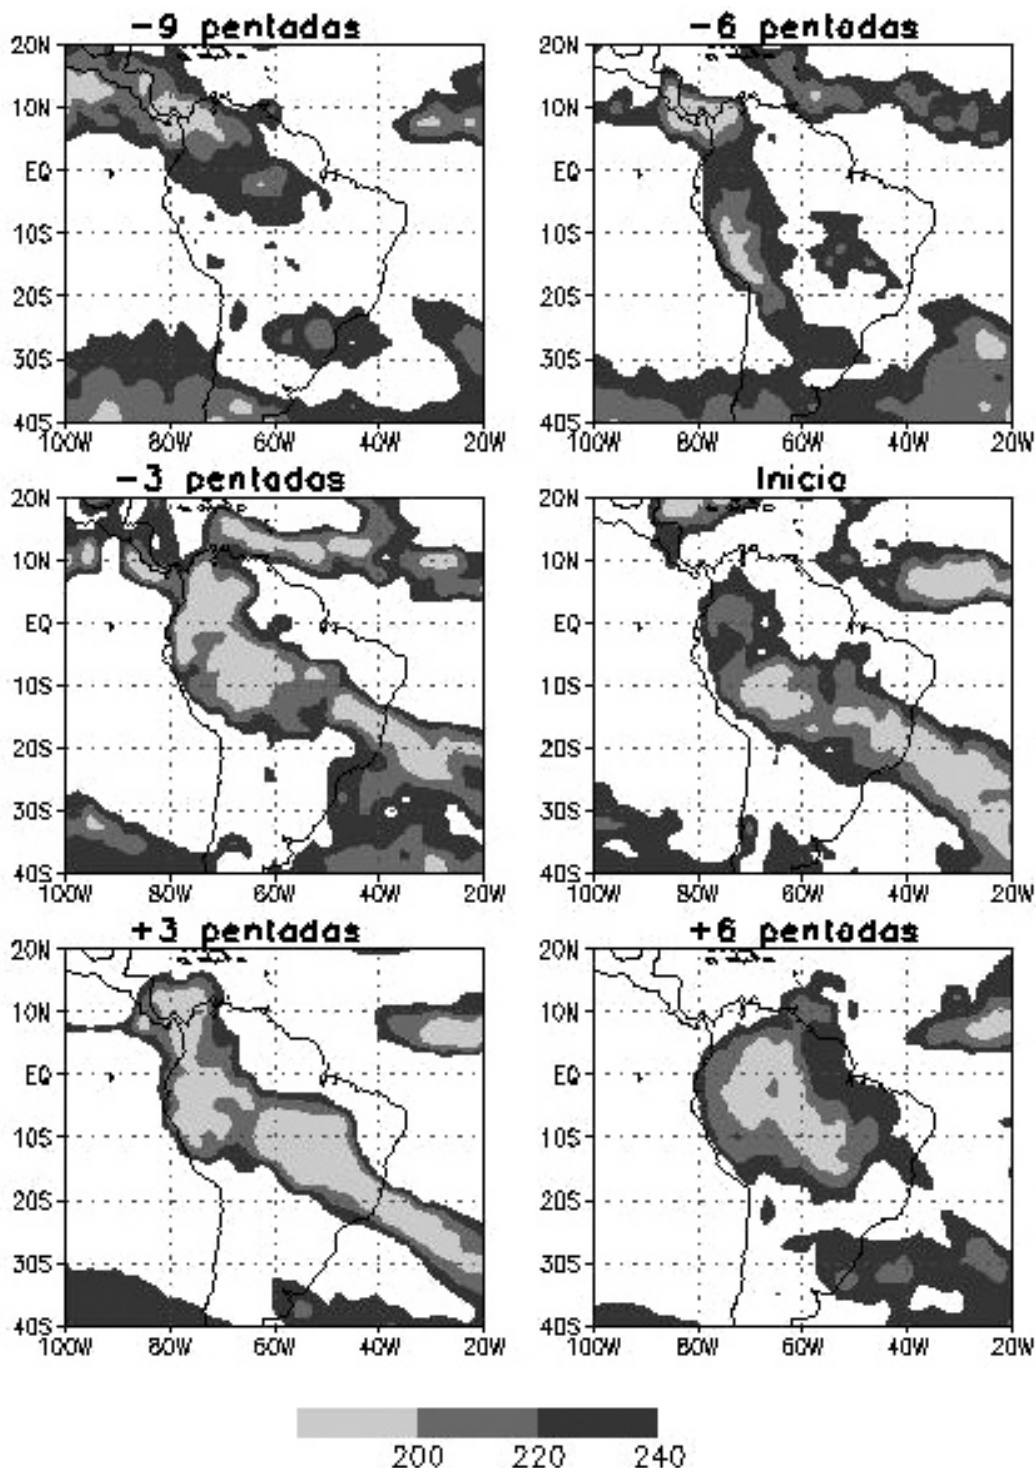 −9 pentadas −6 pentadas
20N 20N
10N 10N
EQ EQ
10S 10S
20S 20S
30S 30S
40S 40S
100W 80W 60W 40W 20W 100W 80W 60W 40W 20W
−3 pentadas Inicio
20N 20N
10N 10N
EQ EQ
10S 10S
20S 20S
30S 30S
40S 40S
100W 80W 60W 40W 20W 100W 80W 60W 40W 20W
+3 pentadas +6 pentadas
20N 20N
10N 10N
EQ EQ
10S 10S
20S 20S
30S 30S
40S 40S
100W 80W 60W 40W 20W 100W 80W 60W 40W 20W
200 220 240